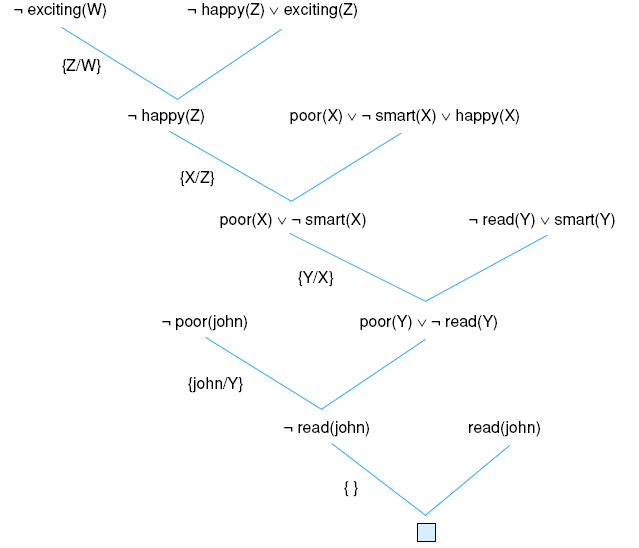 ¬ exciting(W)
¬ happy(Z) ∨ exciting(Z)
{Z/W}
¬ happy(Z)
poor(X) ∨ ¬ smart(X) ∨ happy(X)
{X/Z}
poor(X) ∨ ¬ smart(X)
¬ read(Y) ∨ smart(Y)
{Y/X}
¬ poor(john)
poor(Y) ∨ ¬ read(Y)
{john/Y}
¬ read(john)
read(john)
{ }